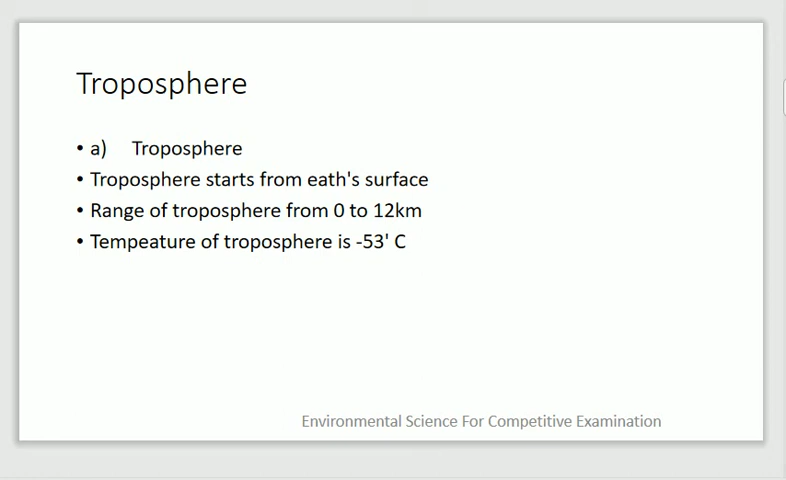 Troposphere
• a) Troposphere
• Troposphere starts from eath's surface
• Range of troposphere from 0 to 12km
• Tempeature of troposphere is -53' C
Environmental Science For Competitive Examination